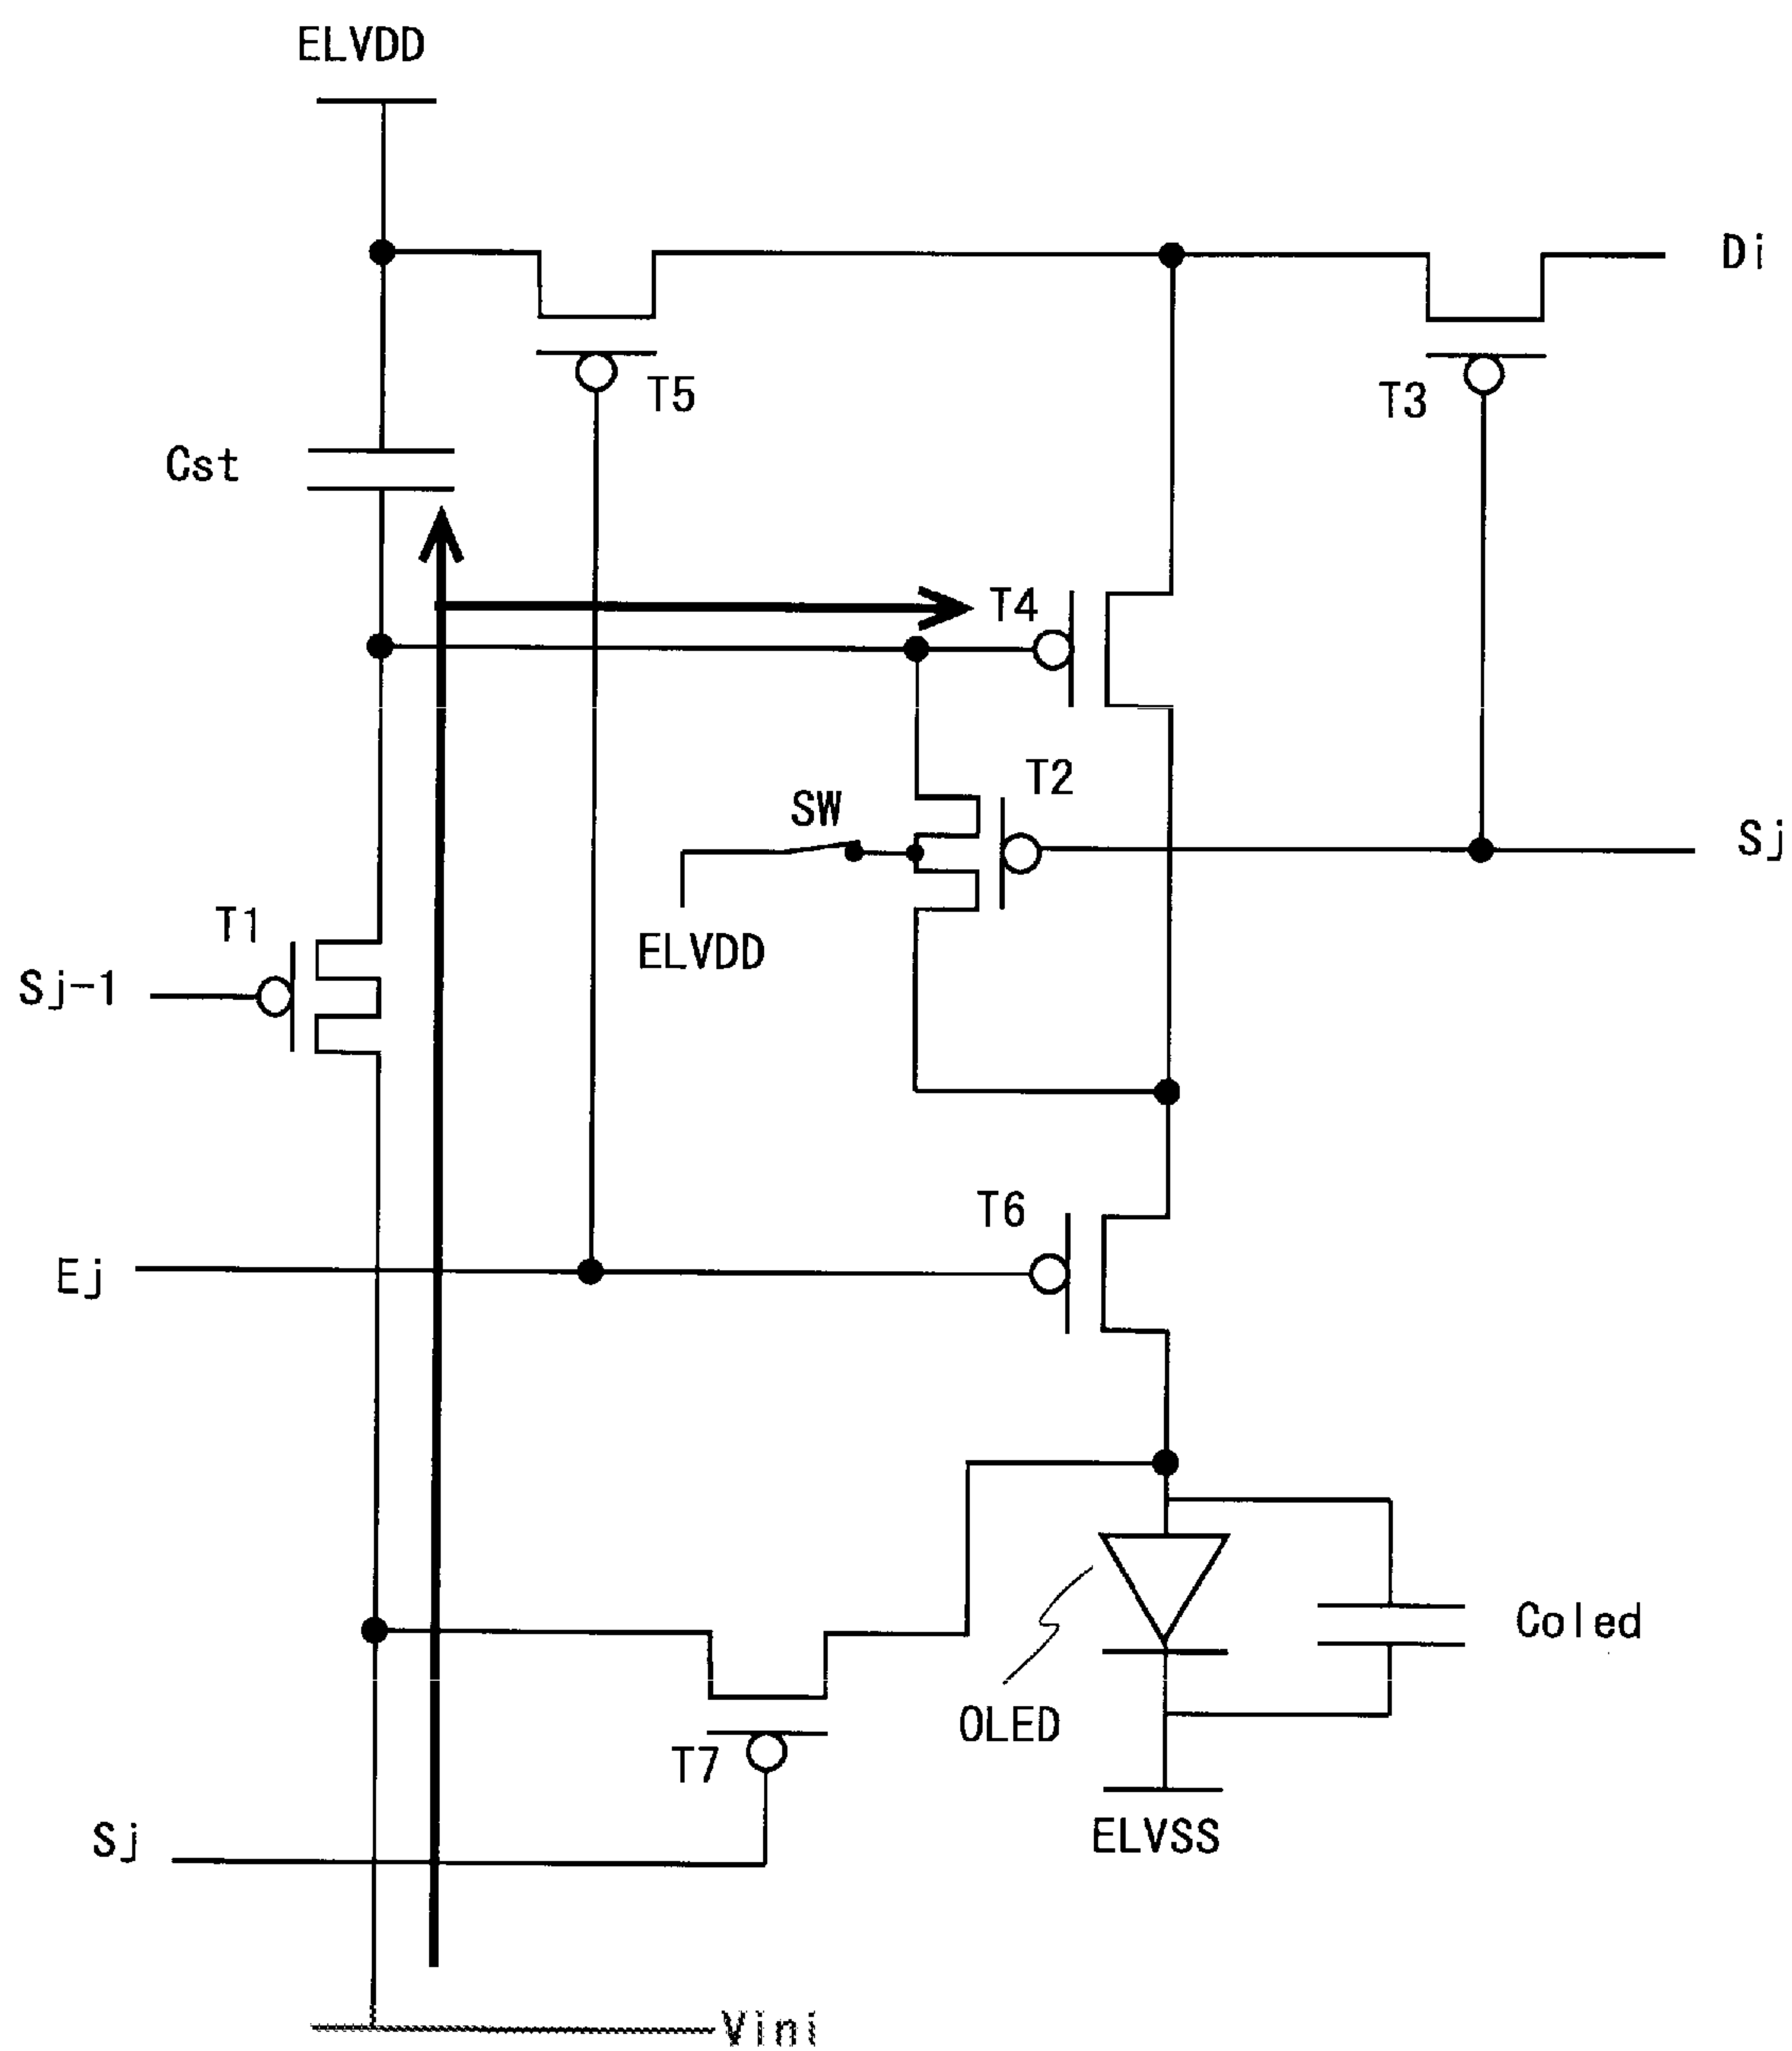 ELVDD
Di
T5
T3
Cst
T4
T2
SW
Sj
T1
ELVDD
Sj-1
T6
Ej
Coled
OLED
T7
Sj
ELVSS
Vini